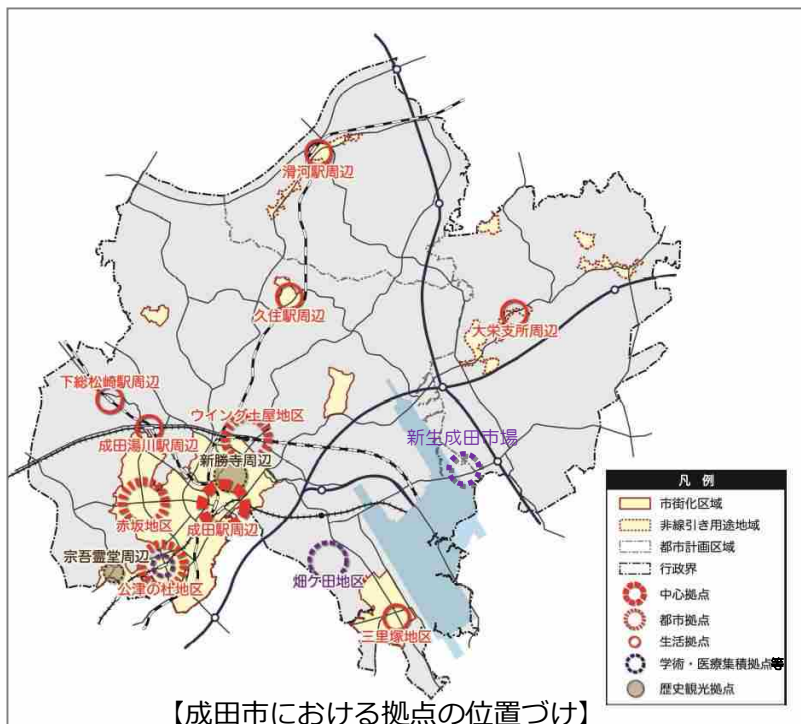 滑河駅周辺
久住駅周辺
大栄支所周辺
下総松崎駅周辺
ウイング土屋地区
成田湯川駅周辺
新生成田市場
新勝寺周辺
赤坂地区
成田駅周辺
宗吾霊堂周辺
公津の杜地区
畑ケ田地区
三里塚地区
凡 例
市街化区域
非線引き用途地域
都市計画区域
行政界
中心拠点
都市拠点
生活拠点
学術・医療集積拠点等
歴史観光拠点
【成田市における拠点の位置づけ】